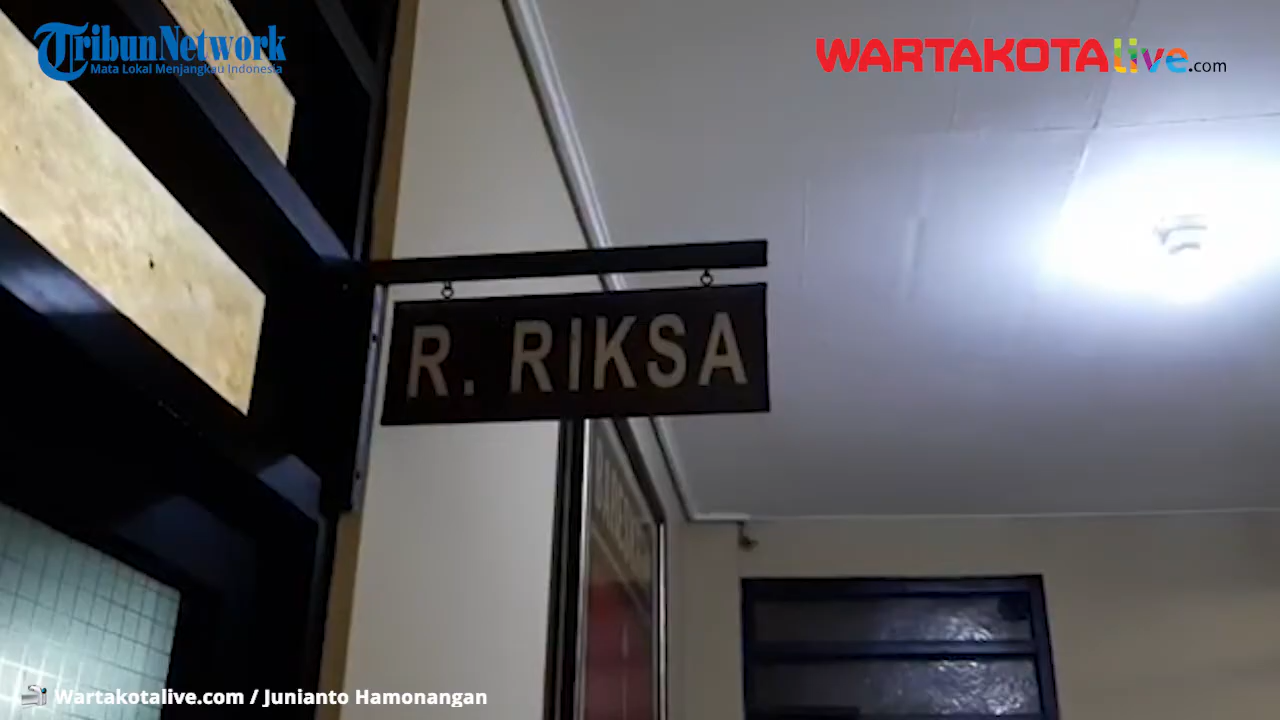 TribunNetwork
Mata Lokal Menjangkau Indonesia
WARTAKOTAlive.com
R. RIKSA
Wartakotalive.com / Junianto Hamonangan